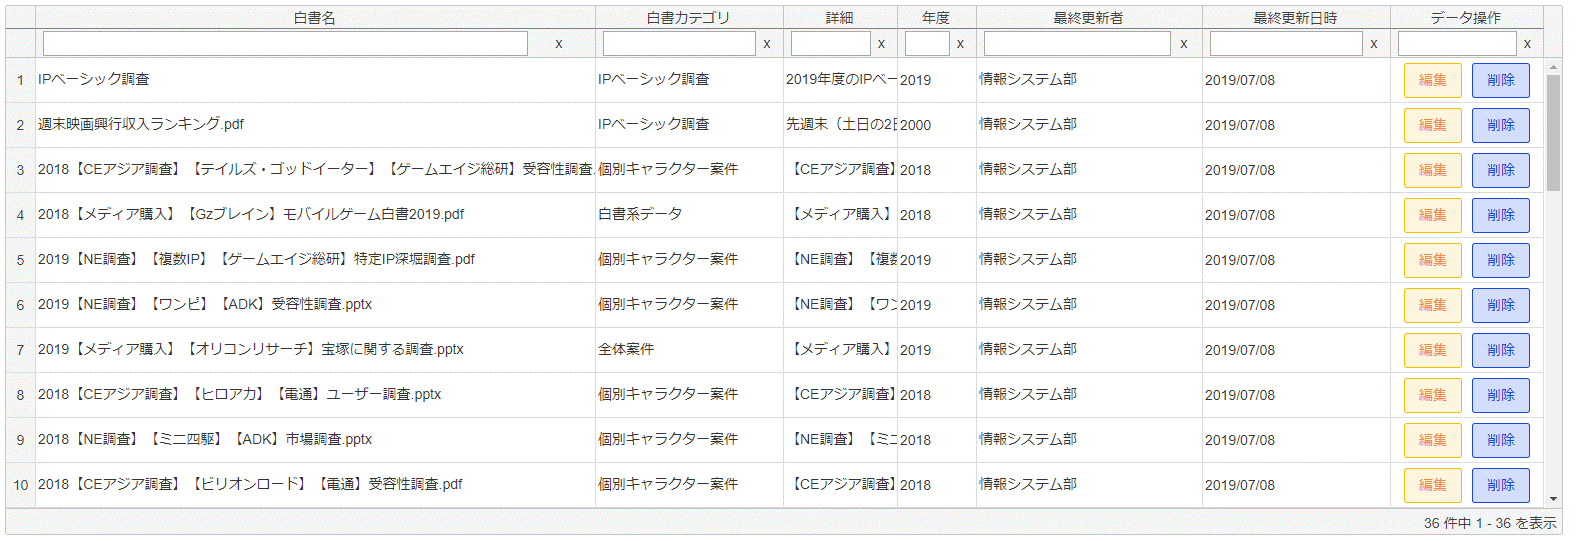 白書名 白書カテゴリ 詳細 年度 最終更新者 最終更新日時 データ操作
x x x x x x x
1 IPベーシック調査 IPベーシック調査 2019年度のIPベー 2019 情報システム部 2019/07/08 編集 削除
2 週末映画興行収入ランキング.pdf IPベーシック調査 先週末（土日の2日 2000 情報システム部 2019/07/08 編集 削除
3 2018【CEアジア調査】【テイルズ・ゴッドイーター】【ゲームエイジ総研】受容性調査. 個別キャラクター案件 【CEアジア調査】 2018 情報システム部 2019/07/08 編集 削除
4 2018【メディア購入】【Gzブレイン】モバイルゲーム白書2019.pdf 白書系データ 【メディア購入】 2018 情報システム部 2019/07/08 編集 削除
5 2019【NE調査】【複数IP】【ゲームエイジ総研】特定IP深堀調査.pdf 個別キャラクター案件 【NE調査】【複数 2019 情報システム部 2019/07/08 編集 削除
6 2019【NE調査】【ワンピ】【ADK】受容性調査.pptx 個別キャラクター案件 【NE調査】【ワン 2019 情報システム部 2019/07/08 編集 削除
7 2019【メディア購入】【オリコンリサーチ】宝塚に関する調査.pptx 全体案件 【メディア購入】 2019 情報システム部 2019/07/08 編集 削除
8 2018【CEアジア調査】【ヒロアカ】【電通】ユーザー調査.pptx 個別キャラクター案件 【CEアジア調査】 2018 情報システム部 2019/07/08 編集 削除
9 2018【NE調査】【ミニ四駆】【ADK】市場調査.pptx 個別キャラクター案件 【NE調査】【ミニ 2018 情報システム部 2019/07/08 編集 削除
10 2018【CEアジア調査】【ビリオンロード】【電通】受容性調査.pdf 個別キャラクター案件 【CEアジア調査】 2018 情報システム部 2019/07/08 編集 削除
36 件中 1 - 36 を表示